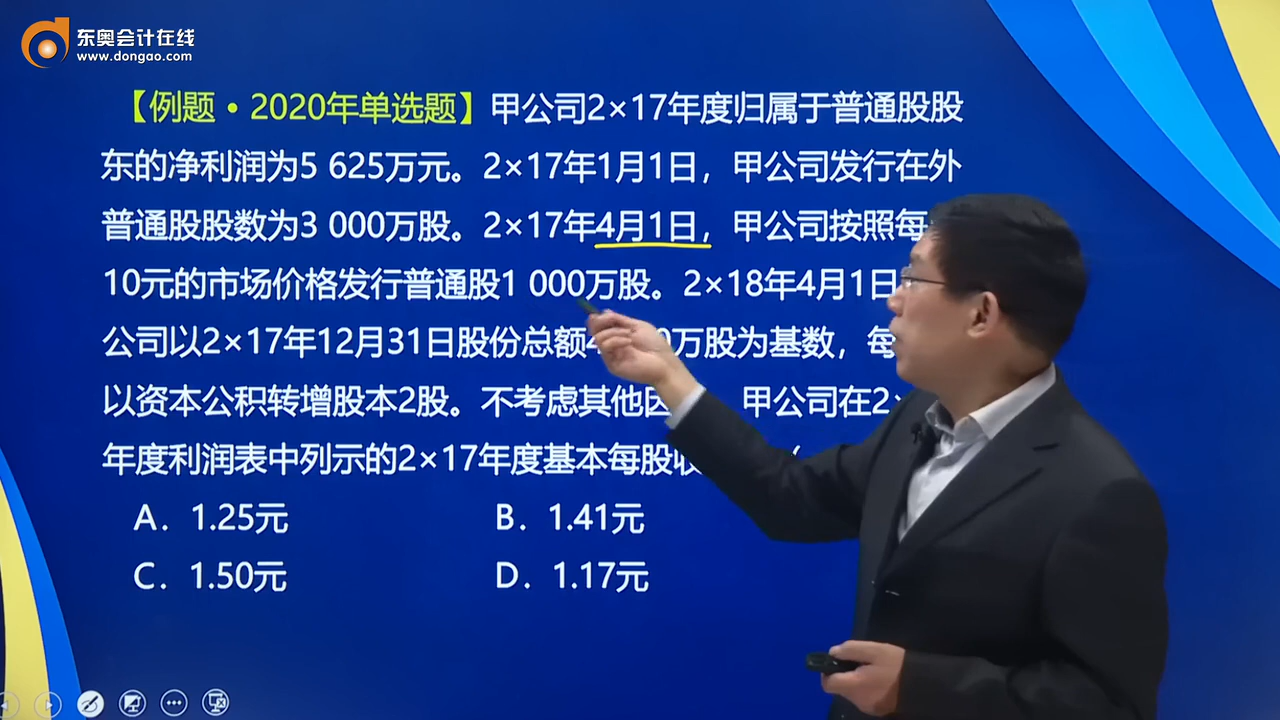 东奥会计在线
www.dongao.com
【例题·2020年单选题】甲公司2×17年度归属于普通股股
东的净利润为5 625万元。2×17年1月1日，甲公司发行在外
普通股股数为3 000万股。2×17年4月1日，甲公司按照每
10元的市场价格发行普通股1 000万股。2×18年4月1日
公司以2×17年12月31日股份总额4 0万股为基数，每
以资本公积转增股本2股。不考虑其他因 甲公司在2×
年度利润表中列示的2×17年度基本每股收
A．1.25元 B．1.41元
C．1.50元 D．1.17元